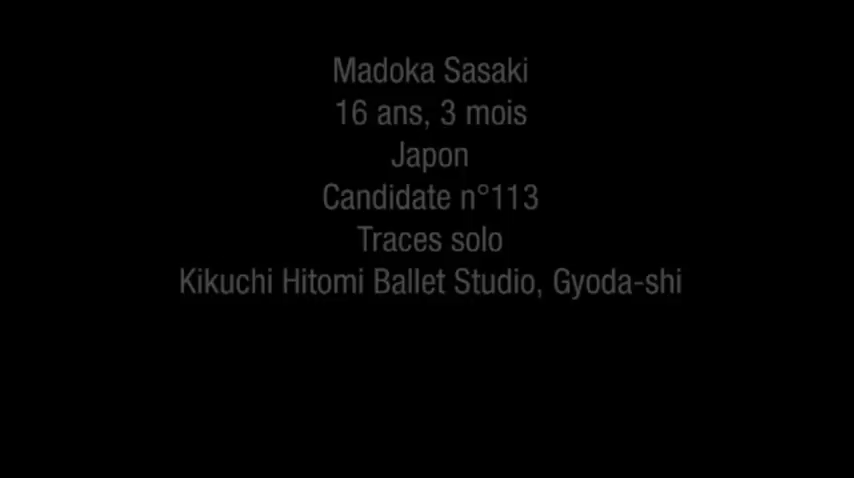 Madoka Sasaki
16 ans, 3 mois
Japon
Candidate n°113
Traces solo
Kikuchi Hitomi Ballet Studio, Gyoda-shi